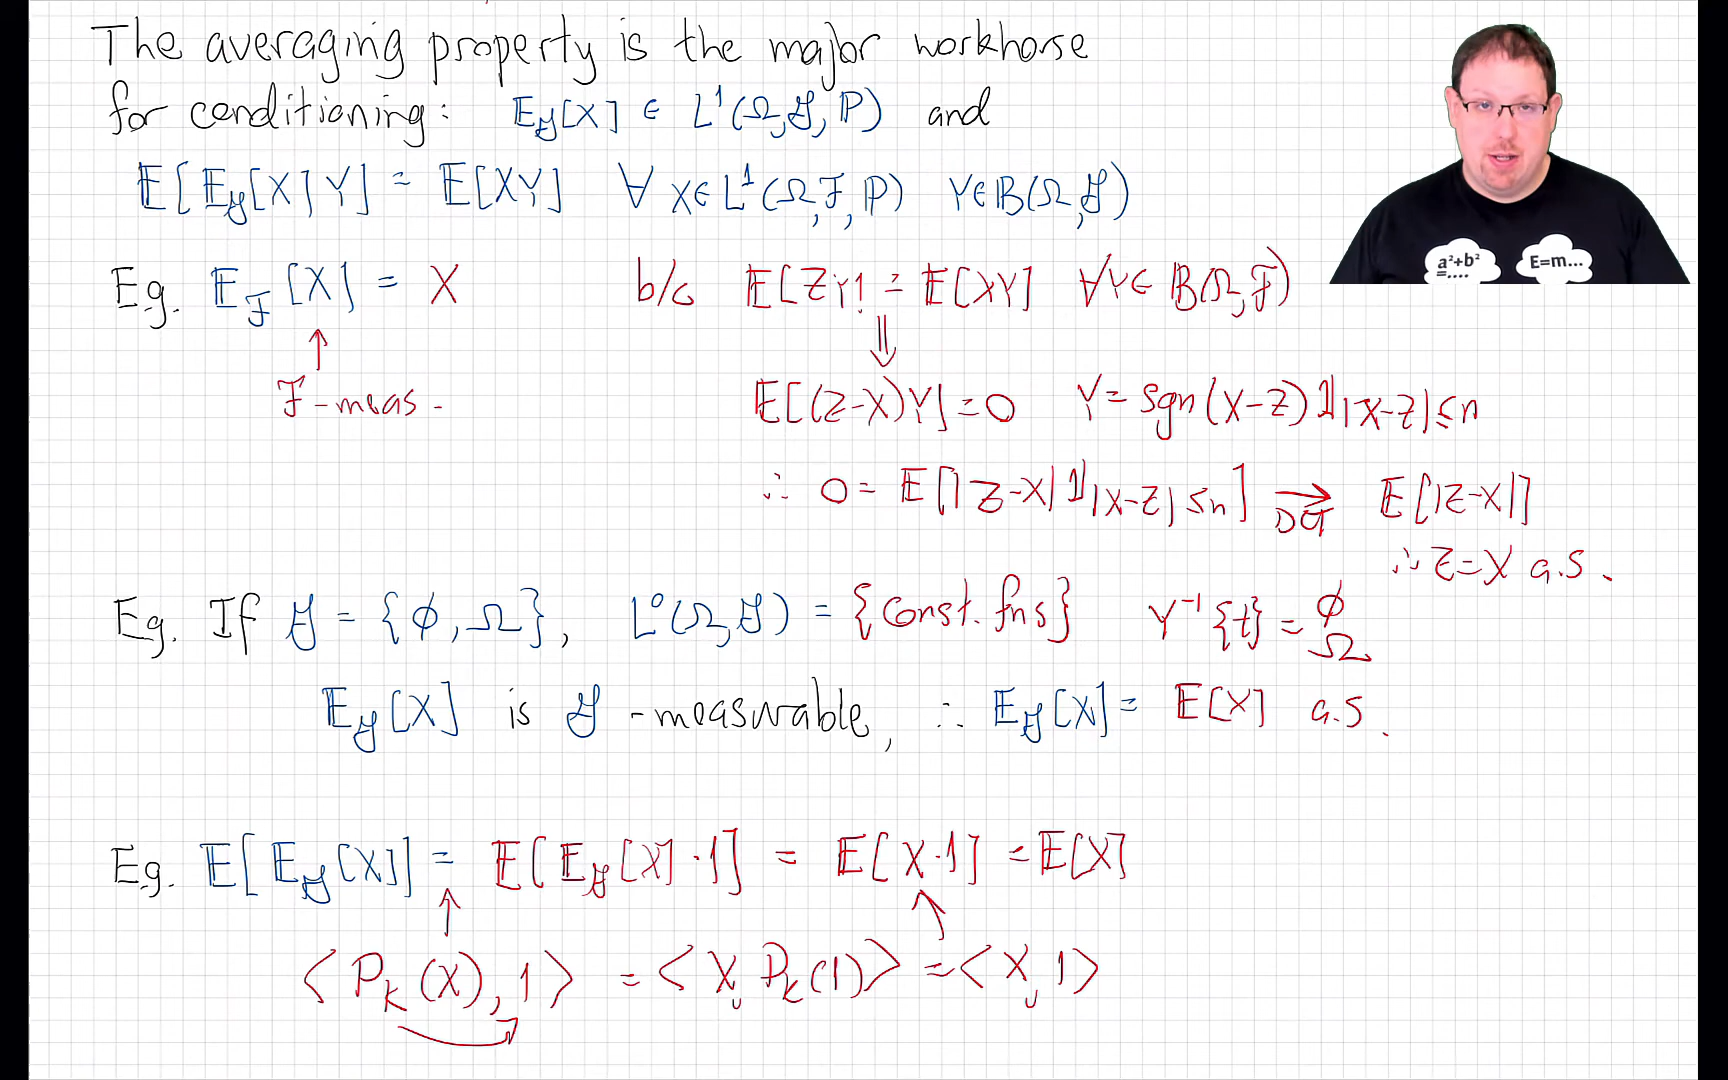 The averaging property is the major workhorse
for conditioning: 𝔼_𝒢[X] ∈ L¹(Ω,𝒢,ℙ) and
𝔼[𝔼_𝒢[X]Y] = 𝔼[XY] ∀ X∈L¹(Ω,ℱ,ℙ) Y∈𝔹(Ω,𝒢)
a²+b²
=....
E=m...
Eg. 𝔼_ℱ[X] = X b/c 𝔼[ZY] = 𝔼[XY] ∀Y∈𝔹(Ω,ℱ)
↑
ℱ-meas.
⇓
𝔼[(Z-X)Y]=0 Y= sgn(X-Z)𝟙_|X-Z|≤n
∴ 0= 𝔼[|Z-X|𝟙_|X-Z|≤n] → DCT 𝔼[|Z-X|]
∴ Z=X a.s.
Eg. If 𝒢 = {∅,Ω}, L⁰(Ω,𝒢) = {const. fns} Y⁻¹{t} = ∅
Ω
𝔼_𝒢[X] is 𝒢-measurable, ∴ 𝔼_𝒢[X] = 𝔼[X] a.s.
Eg. 𝔼[𝔼_𝒢[X]] = 𝔼[𝔼_𝒢[X]·1] = 𝔼[X·1] = 𝔼[X]
↑ ↑
⟨P_k(X),1⟩ = ⟨X,P_k(1)⟩ = ⟨X,1⟩